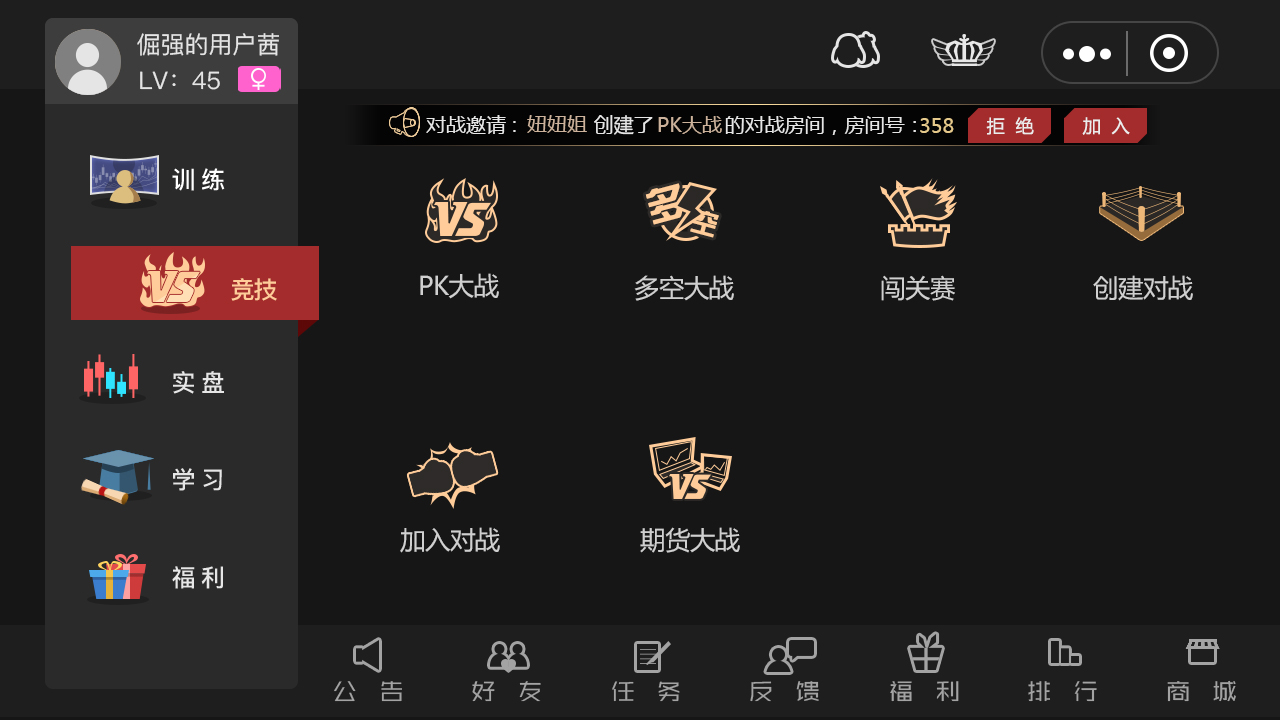 倔强的用户茜
LV: 45
对战邀请：妞妞姐 创建了PK大战的对战房间，房间号：358 拒绝 加入
训练
竞技
实盘
学习
福利
VS
PK大战
多空
多空大战
闯关赛
创建对战
加入对战
VS
期货大战
公告
好友
任务
反馈
福利
排行
商城